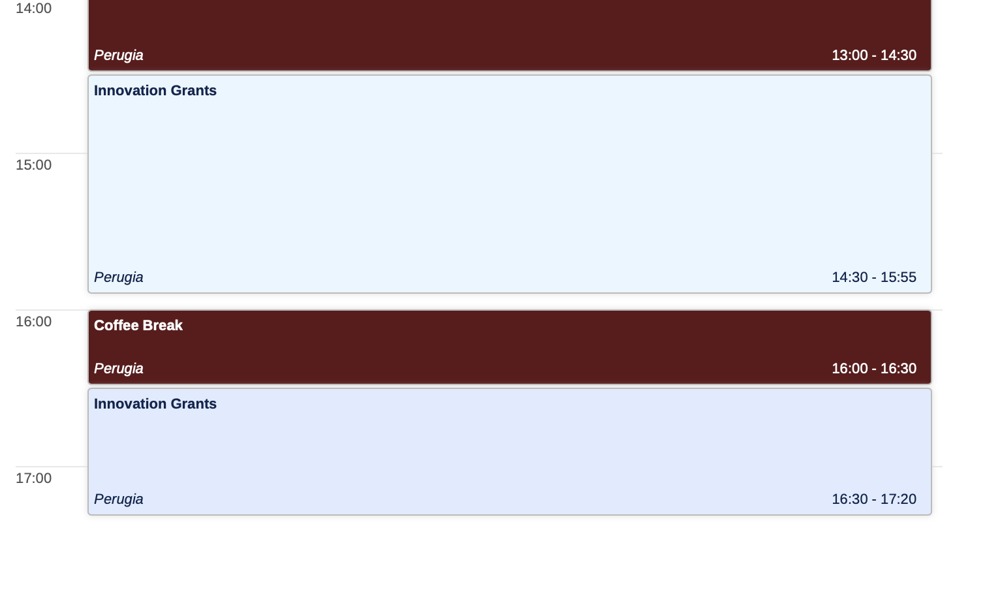 14:00
Perugia 13:00 - 14:30
Innovation Grants
15:00
Perugia 14:30 - 15:55
16:00
Coffee Break
Perugia 16:00 - 16:30
Innovation Grants
17:00
Perugia 16:30 - 17:20